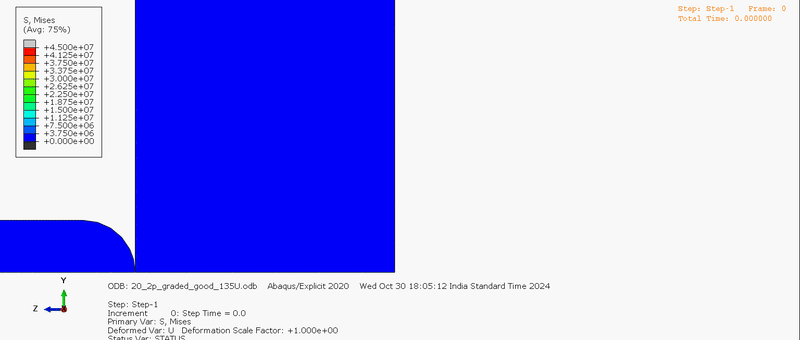 S, Mises
(Avg: 75%)
+4.500e+07
+4.125e+07
+3.750e+07
+3.375e+07
+3.000e+07
+2.625e+07
+2.250e+07
+1.875e+07
+1.500e+07
+1.125e+07
+7.500e+06
+3.750e+06
+0.000e+00
Step: Step-1 Frame: 0
Total Time: 0.000000
Y
Z
ODB: 20_2p_graded_good_135U.odb Abaqus/Explicit 2020 Wed Oct 30 18:05:12 India Standard Time 2024
Step: Step-1
Increment 0: Step Time = 0.0
Primary Var: S, Mises
Deformed Var: U Deformation Scale Factor: +1.000e+00
Status Var: STATUS